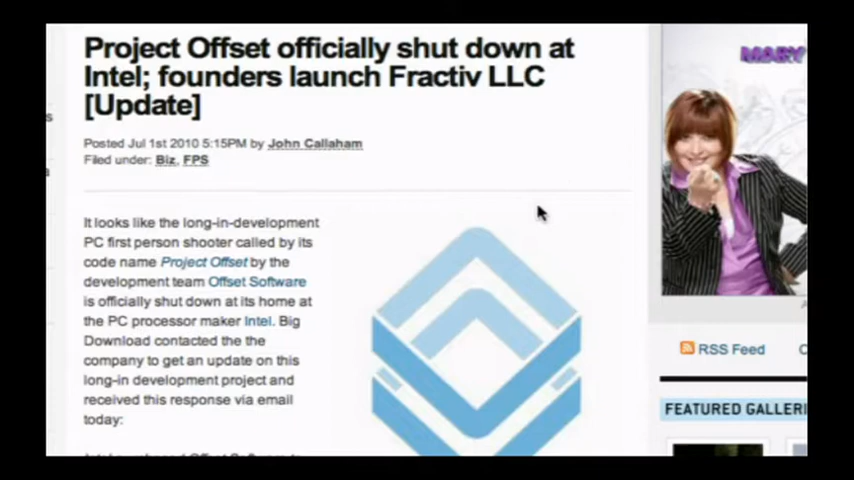 Project Offset officially shut down at
Intel; founders launch Fractiv LLC
[Update]
Posted Jul 1st 2010 5:15PM by John Callaham
Filed under: Biz, FPS
It looks like the long-in-development
PC first person shooter called by its
code name Project Offset by the
development team Offset Software
is officially shut down at its home at
the PC processor maker Intel. Big
Download contacted the the
company to get an update on this
long-in development project and
received this response via email
today:
MARY
RSS Feed
FEATURED GALLERI